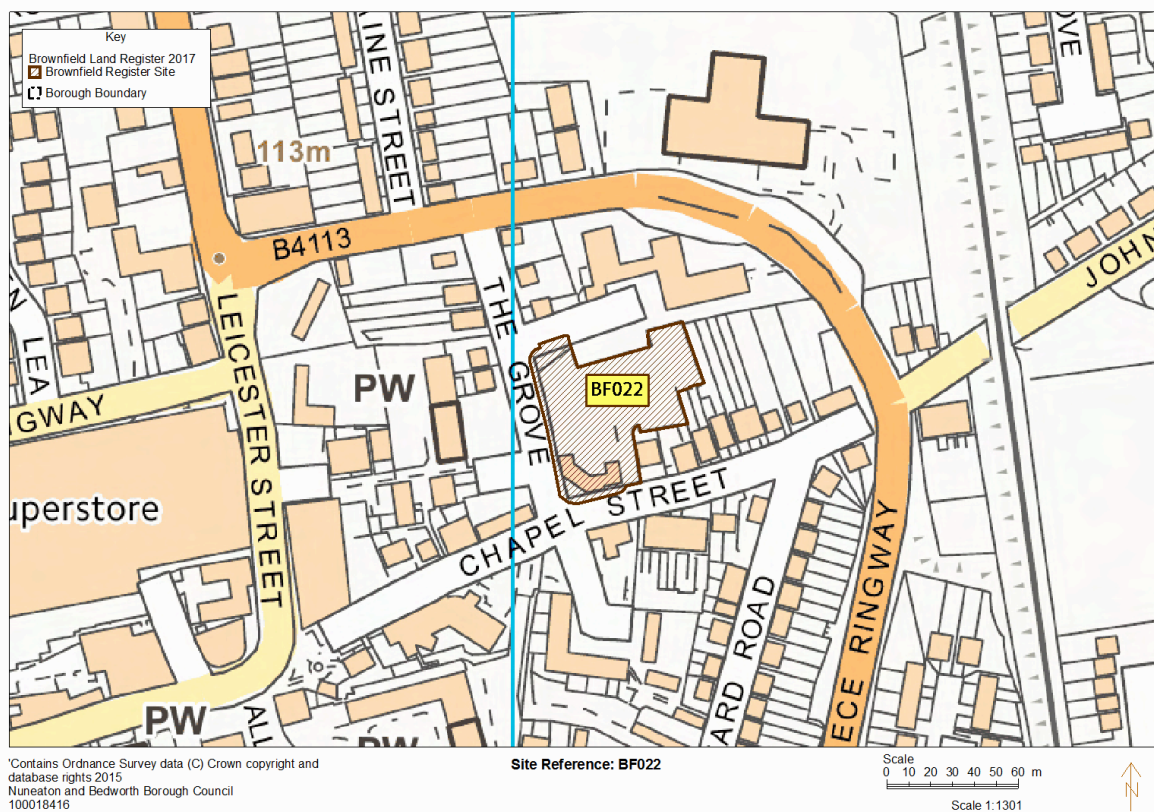 Key
Brownfield Land Register 2017
Brownfield Register Site
Borough Boundary
INE STREET
OVE
113m
B4113
JOHN
N LEA
LEICESTER STREET
THE GROVE
PW
BF022
IGWAY
uperstore
CHAPEL STREET
ARD ROAD
ECE RINGWAY
PW
ALL
PW
'Contains Ordnance Survey data (C) Crown copyright and
database rights 2015
Nuneaton and Bedworth Borough Council
100018416
Site Reference: BF022
Scale
0 10 20 30 40 50 60 m
Scale 1:1301
N